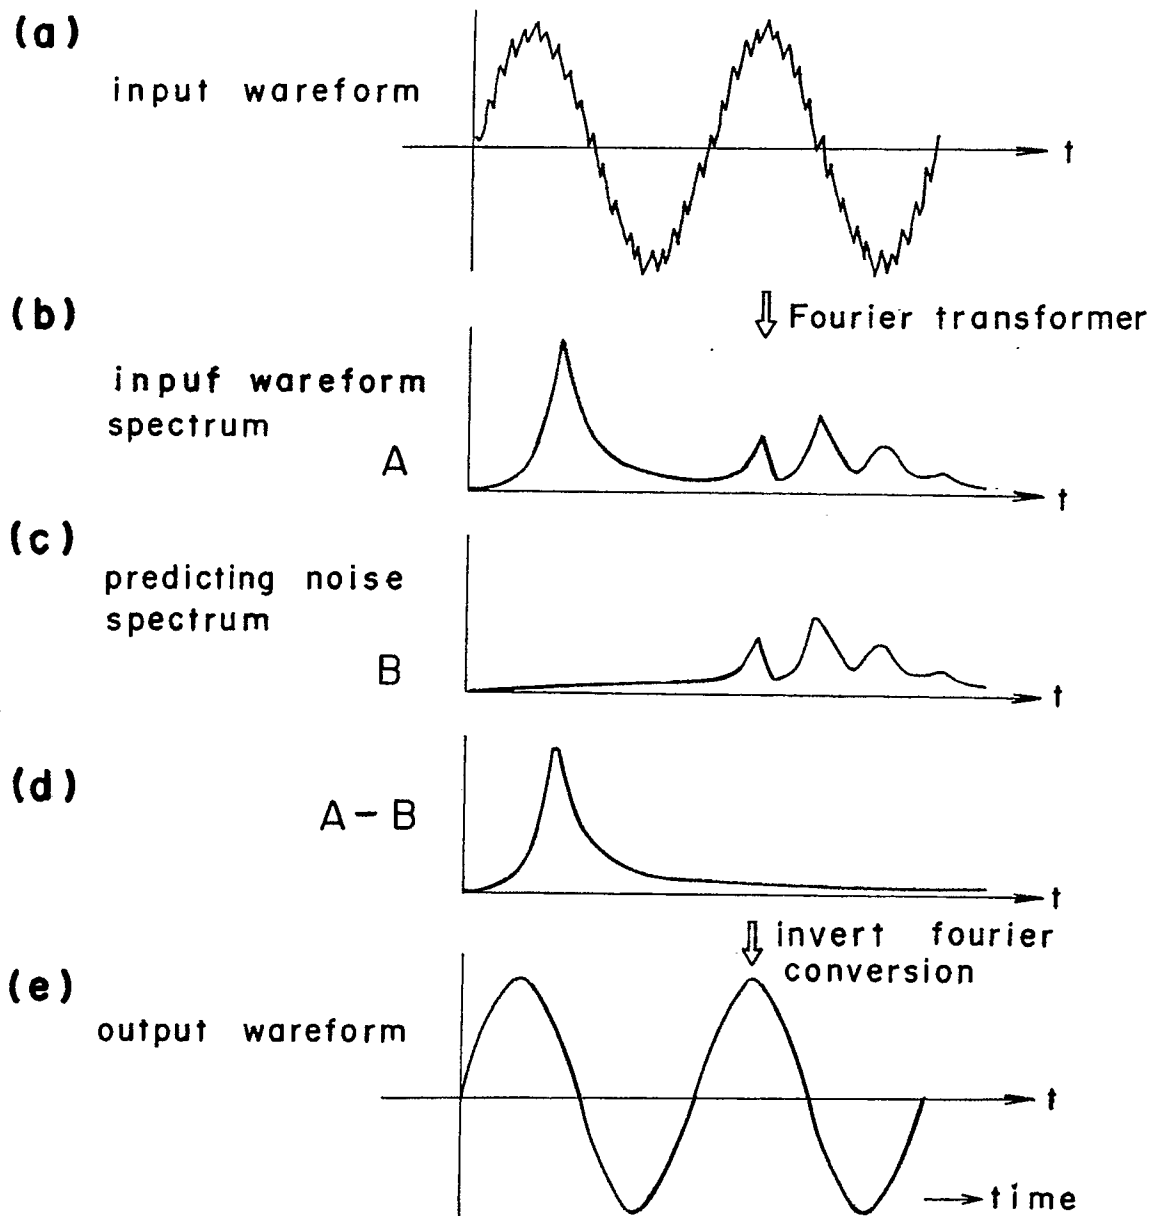 (a)
input wareform
t
(b)
Fourier transformer
inpuf wareform
spectrum
A
t
(c)
predicting noise
spectrum
B
t
(d)
A-B
t
invert fourier
conversion
(e)
output wareform
t
time